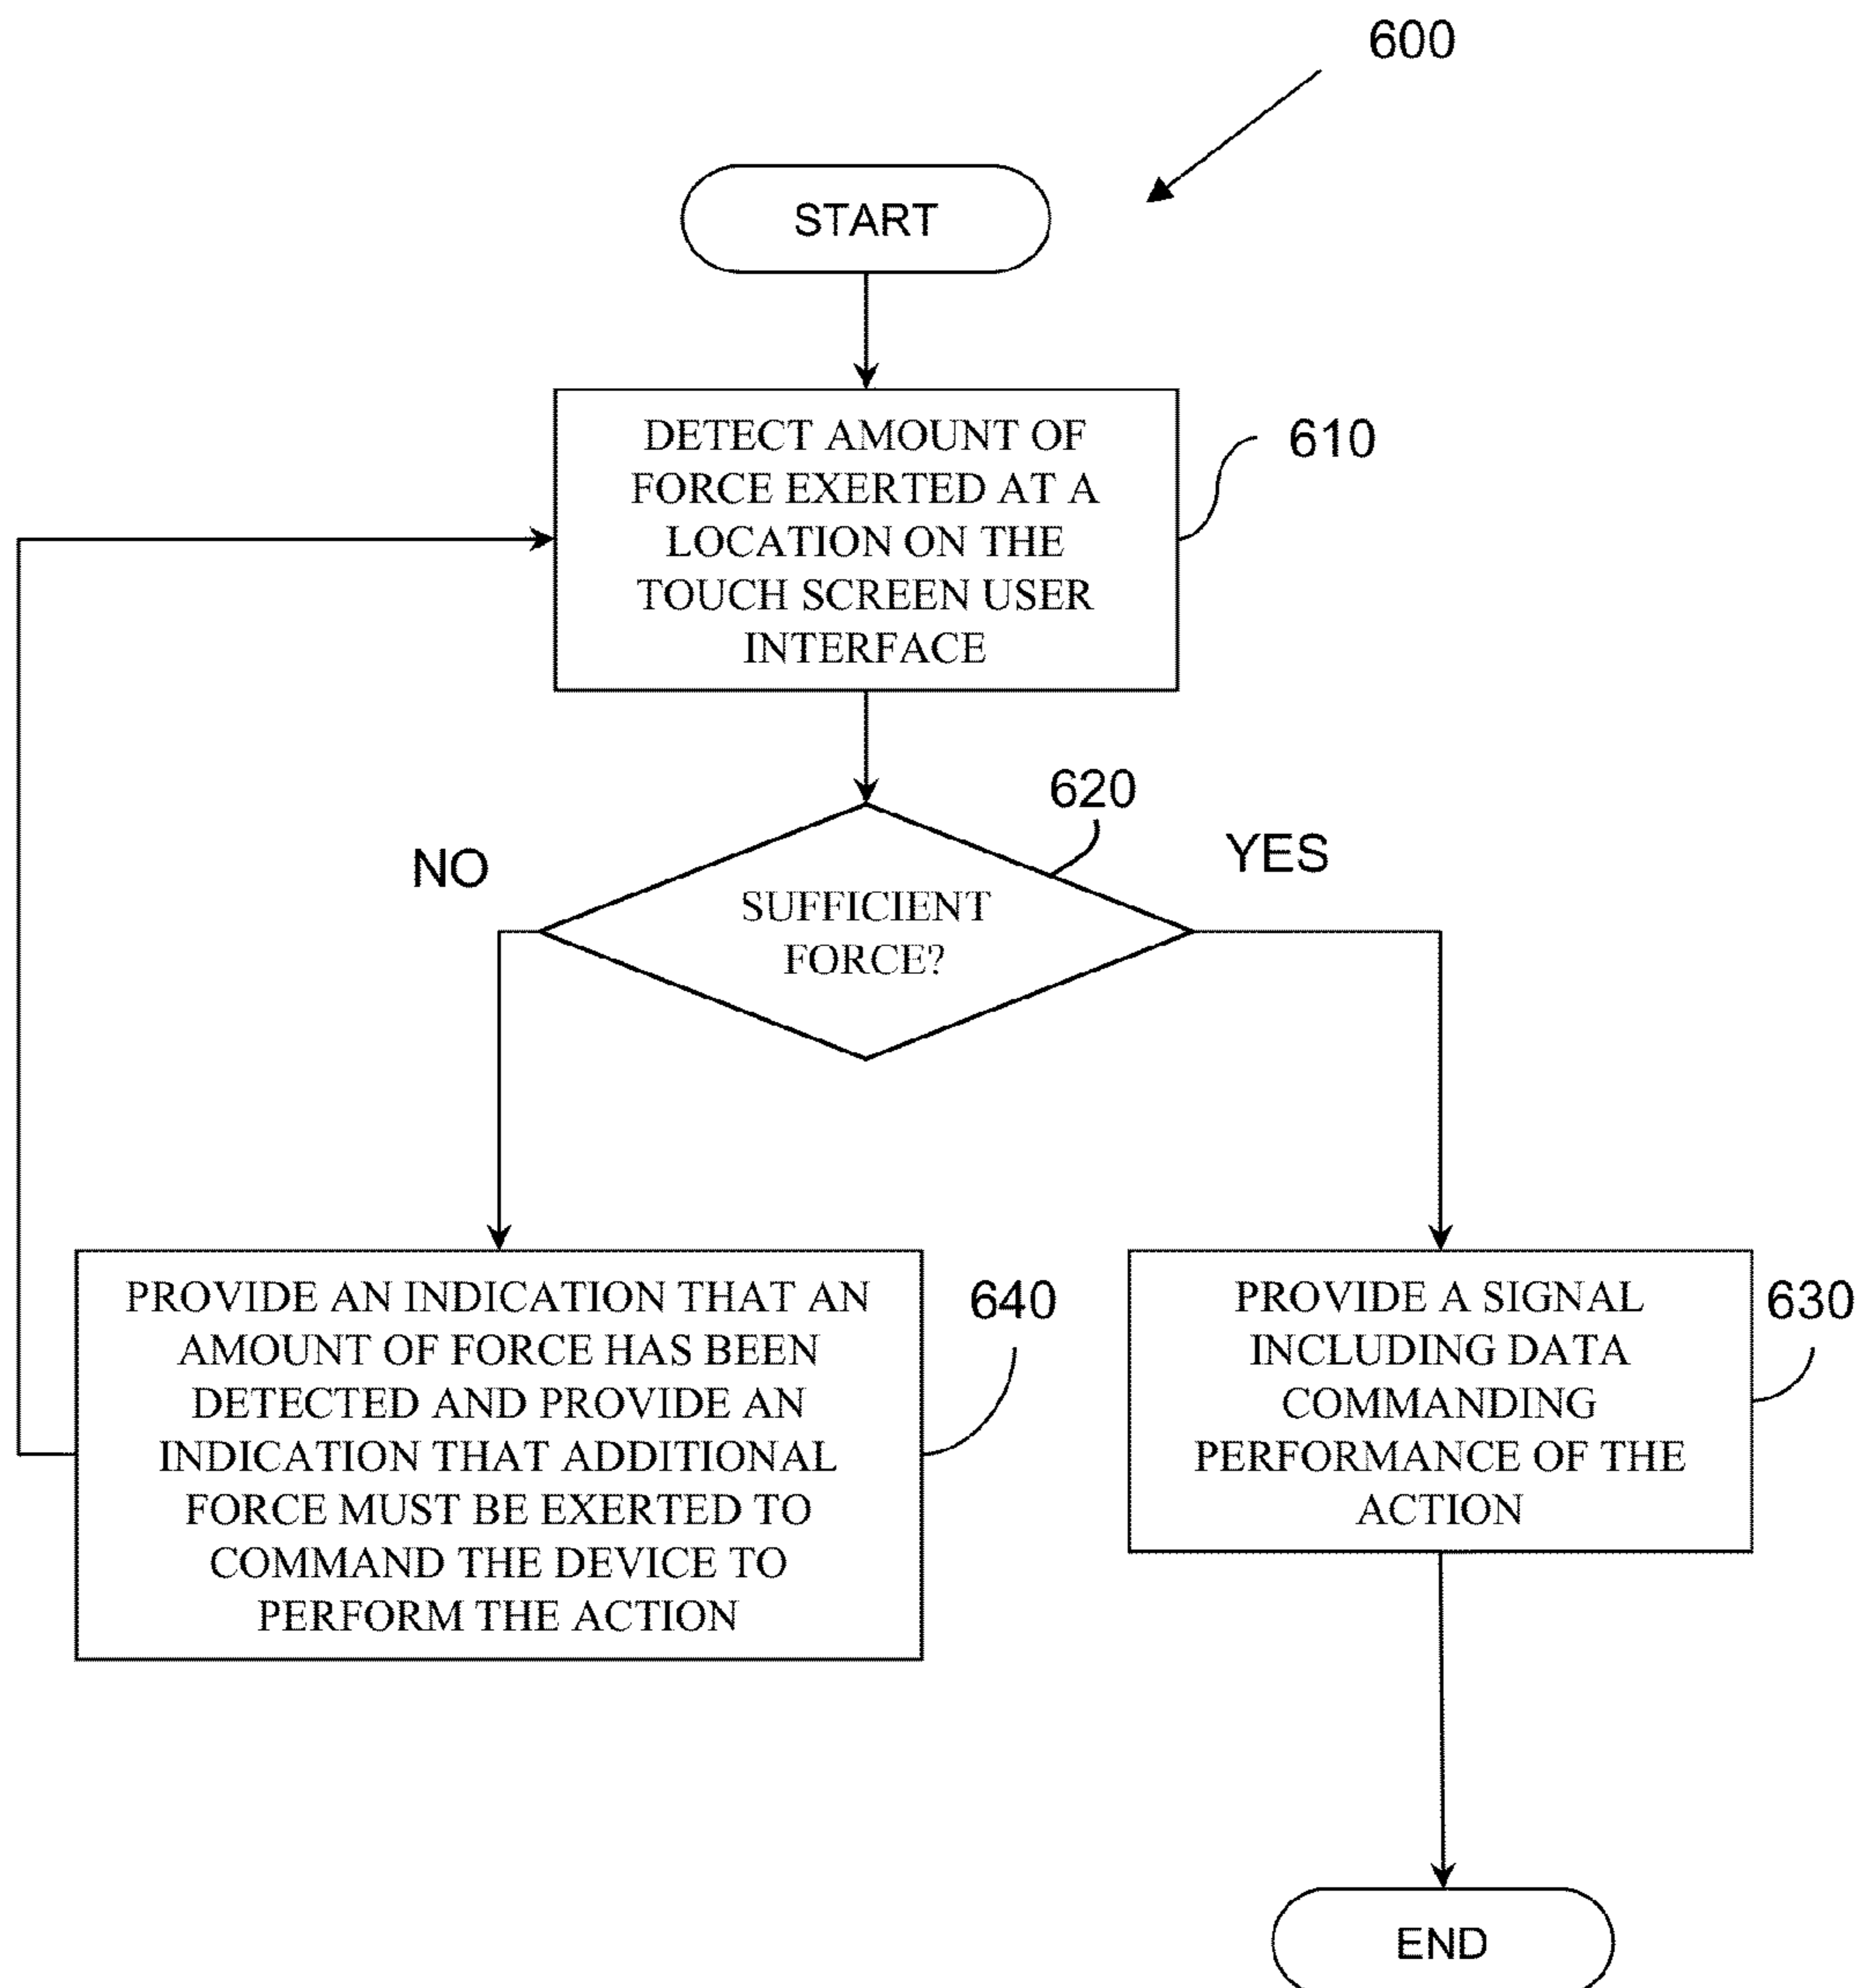 600
START
DETECT AMOUNT OF
FORCE EXERTED AT A
LOCATION ON THE
TOUCH SCREEN USER
INTERFACE
610
620
NO
YES
SUFFICIENT
FORCE?
PROVIDE AN INDICATION THAT AN
AMOUNT OF FORCE HAS BEEN
DETECTED AND PROVIDE AN
INDICATION THAT ADDITIONAL
FORCE MUST BE EXERTED TO
COMMAND THE DEVICE TO
PERFORM THE ACTION
640
PROVIDE A SIGNAL
INCLUDING DATA
COMMANDING
PERFORMANCE OF THE
ACTION
630
END